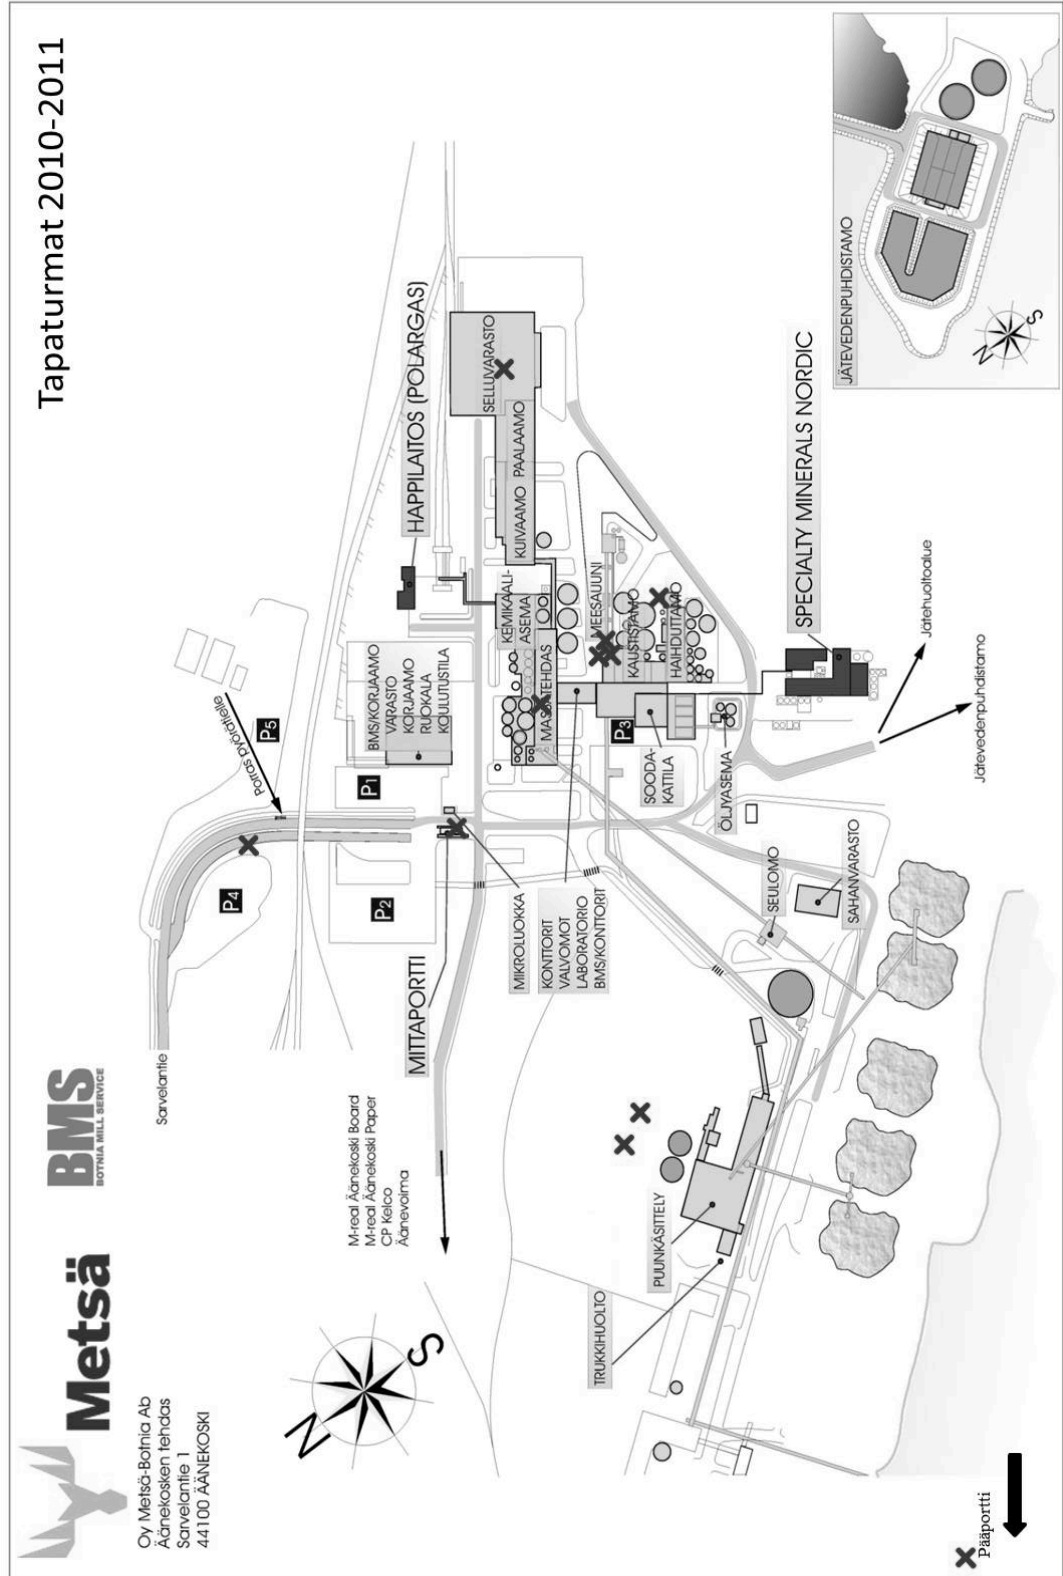 Tapaturmat 2010-2011
Metsä
BMS
BOTNIA MILL SERVICE
Oy Metsä-Botnia Ab
Äänekosken tehdas
Sarvelantie 1
44100 ÄÄNEKOSKI
N
S
Sarvelantie
P4
P5
Poiras pyörätielle
P1
P2
M-real Äänekoski Board
M-real Äänekoski Paper
CP Kelco
Äänevoima
MITTAPORTTI
MIKROLUOKKA
KONTTORIT
VALVOMOT
LABORATORIO
BMS/KONTTORIT
BMS/KORJAAMO
VARASTO
KORJAAMO
RUOKALA
KOULUTUSTILA
HAPPILAITOS (POLARGAS)
KEMIKAALI-
ASEMA
MASSATEHDAS
KUIVAAMO
PAALAAMO
SELLUVARASTO
MEESAUUNI
KAUSTISTAMO
HAIHDUTTAMO
P3
SOODA-
KATTILA
ÖLJYASEMA
SPECIALTY MINERALS NORDIC
SEULOMO
SAHANVARASTO
PUUNKÄSITTELY
TRUKKIHUOLTO
Jätehuoltoalue
Jätevedenpuhdistamo
JÄTEVEDENPUHDISTAMO
N
S
Pääportti